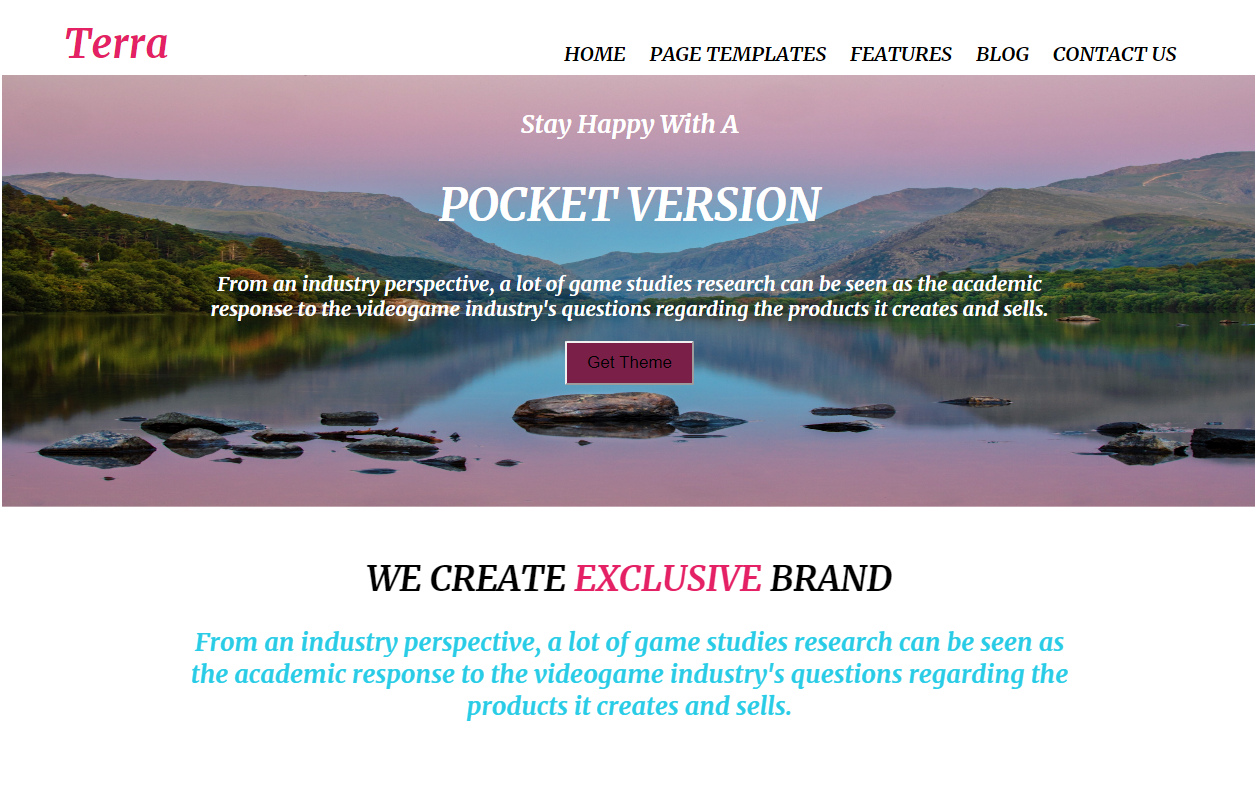 Terra
HOME PAGE TEMPLATES FEATURES BLOG CONTACT US
Stay Happy With A
POCKET VERSION
From an industry perspective, a lot of game studies research can be seen as the academic
response to the videogame industry's questions regarding the products it creates and sells.
Get Theme
WE CREATE EXCLUSIVE BRAND
From an industry perspective, a lot of game studies research can be seen as
the academic response to the videogame industry's questions regarding the
products it creates and sells.